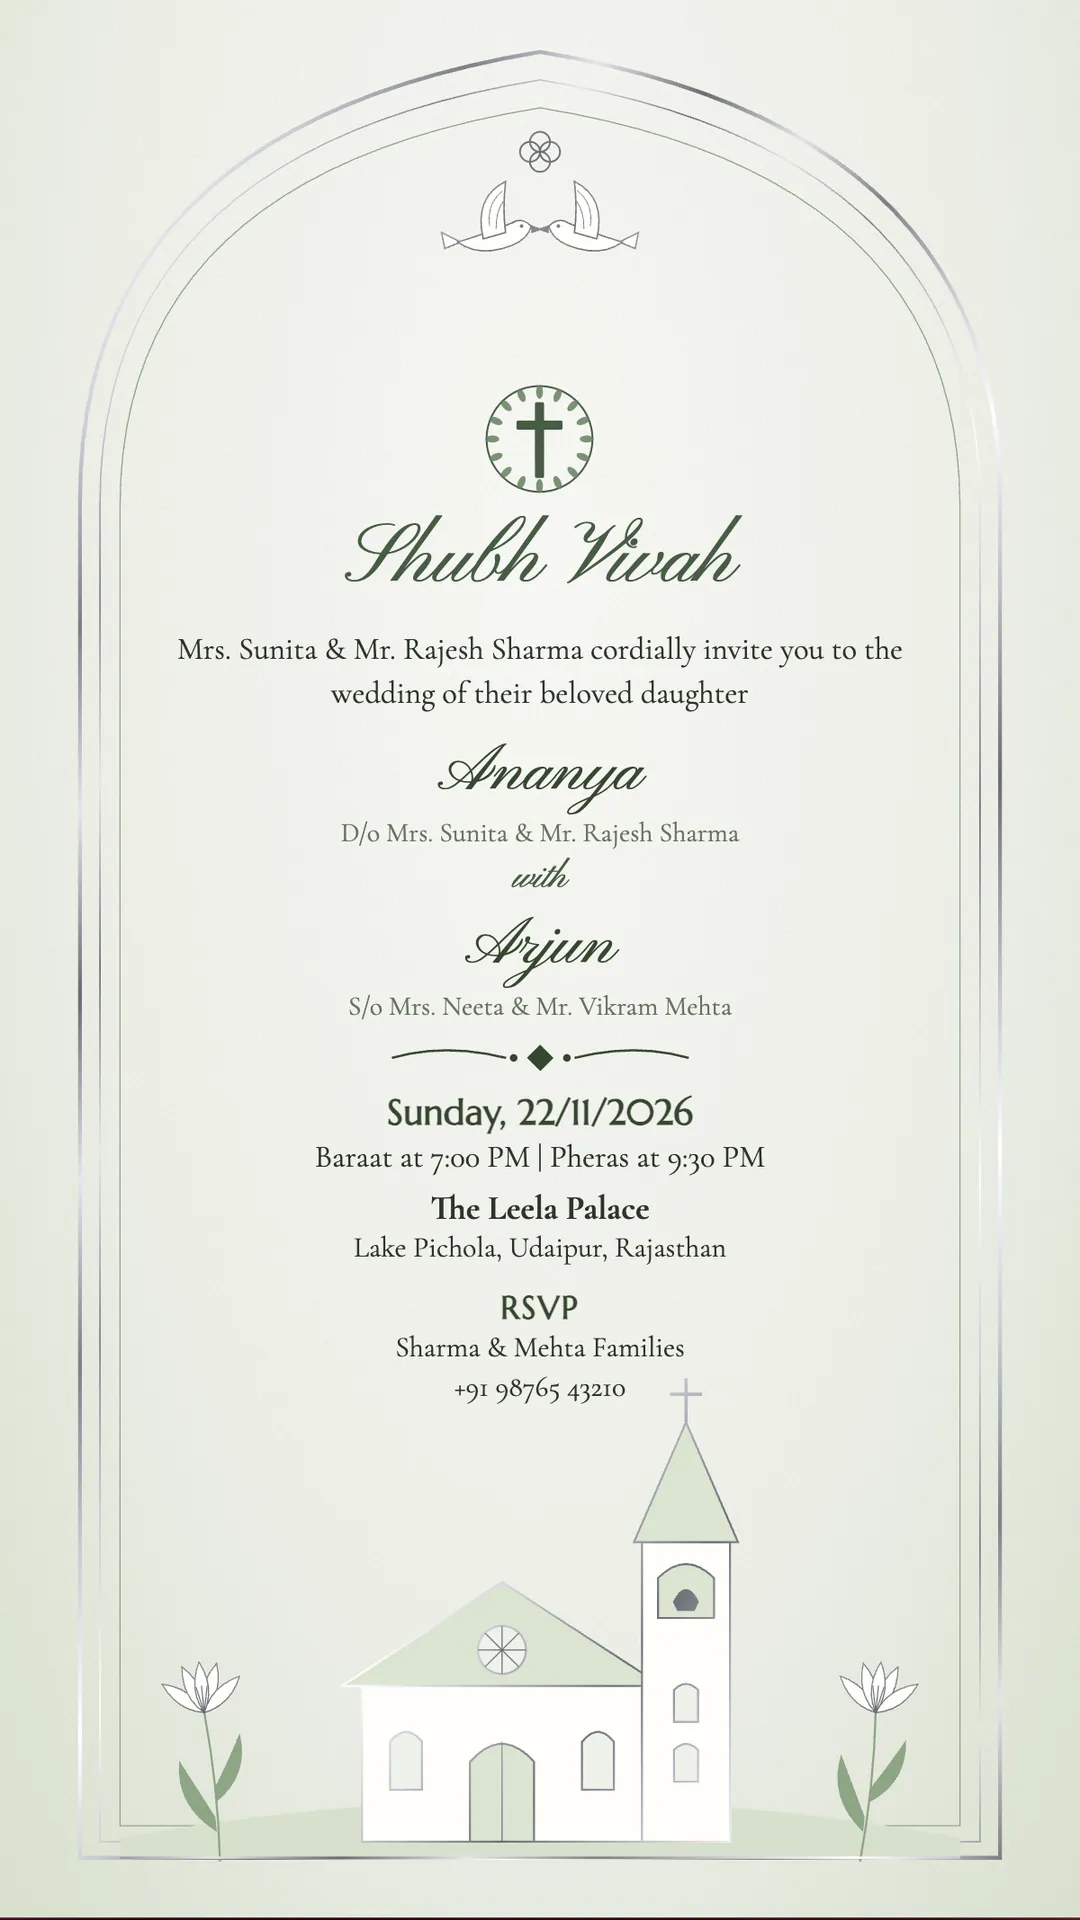 Shubh Vivah
Mrs. Sunita & Mr. Rajesh Sharma cordially invite you to the
wedding of their beloved daughter
Ananya
D/o Mrs. Sunita & Mr. Rajesh Sharma
with
Arjun
S/o Mrs. Neeta & Mr. Vikram Mehta
Sunday, 22/11/2026
Baraat at 7:00 PM | Pheras at 9:30 PM
The Leela Palace
Lake Pichola, Udaipur, Rajasthan
RSVP
Sharma & Mehta Families
+91 98765 43210